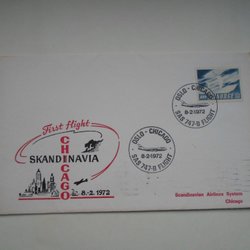 First Flight
CHICAGO
SKANDINAVIA
8.-2.1972
OSLO - CHICAGO
8-2-1972
SAS 747-B FLIGHT
OSLO - CHICAGO
8-2-1972
SAS 747-B FLIGHT
Scandinavian Airlines System
Chicago